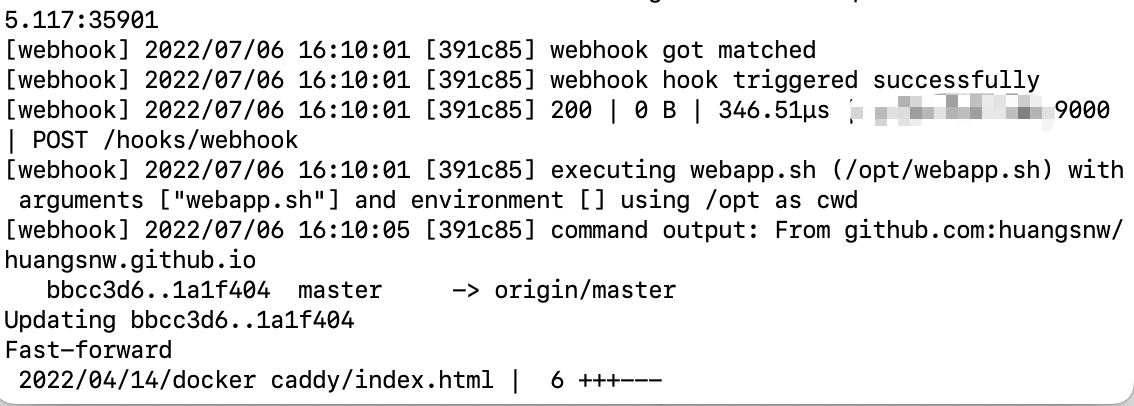 5.117:35901
[webhook] 2022/07/06 16:10:01 [391c85] webhook got matched
[webhook] 2022/07/06 16:10:01 [391c85] webhook hook triggered successfully
[webhook] 2022/07/06 16:10:01 [391c85] 200 | 0 B | 346.51µs | 9000
| POST /hooks/webhook
[webhook] 2022/07/06 16:10:01 [391c85] executing webapp.sh (/opt/webapp.sh) with
arguments ["webapp.sh"] and environment [] using /opt as cwd
[webhook] 2022/07/06 16:10:05 [391c85] command output: From github.com:huangsnw/
huangsnw.github.io
bbcc3d6..1a1f404  master     -> origin/master
Updating bbcc3d6..1a1f404
Fast-forward
2022/04/14/docker caddy/index.html |  6 +++---